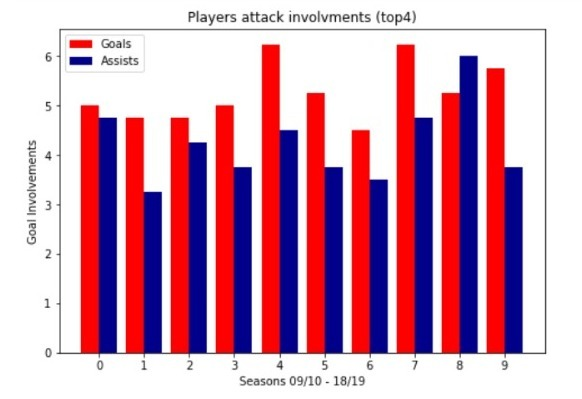 Players attack involvments (top4)
Goals
Assists
Goal Involvements
6
5
4
3
2
1
0
0 1 2 3 4 5 6 7 8 9
Seasons 09/10 - 18/19